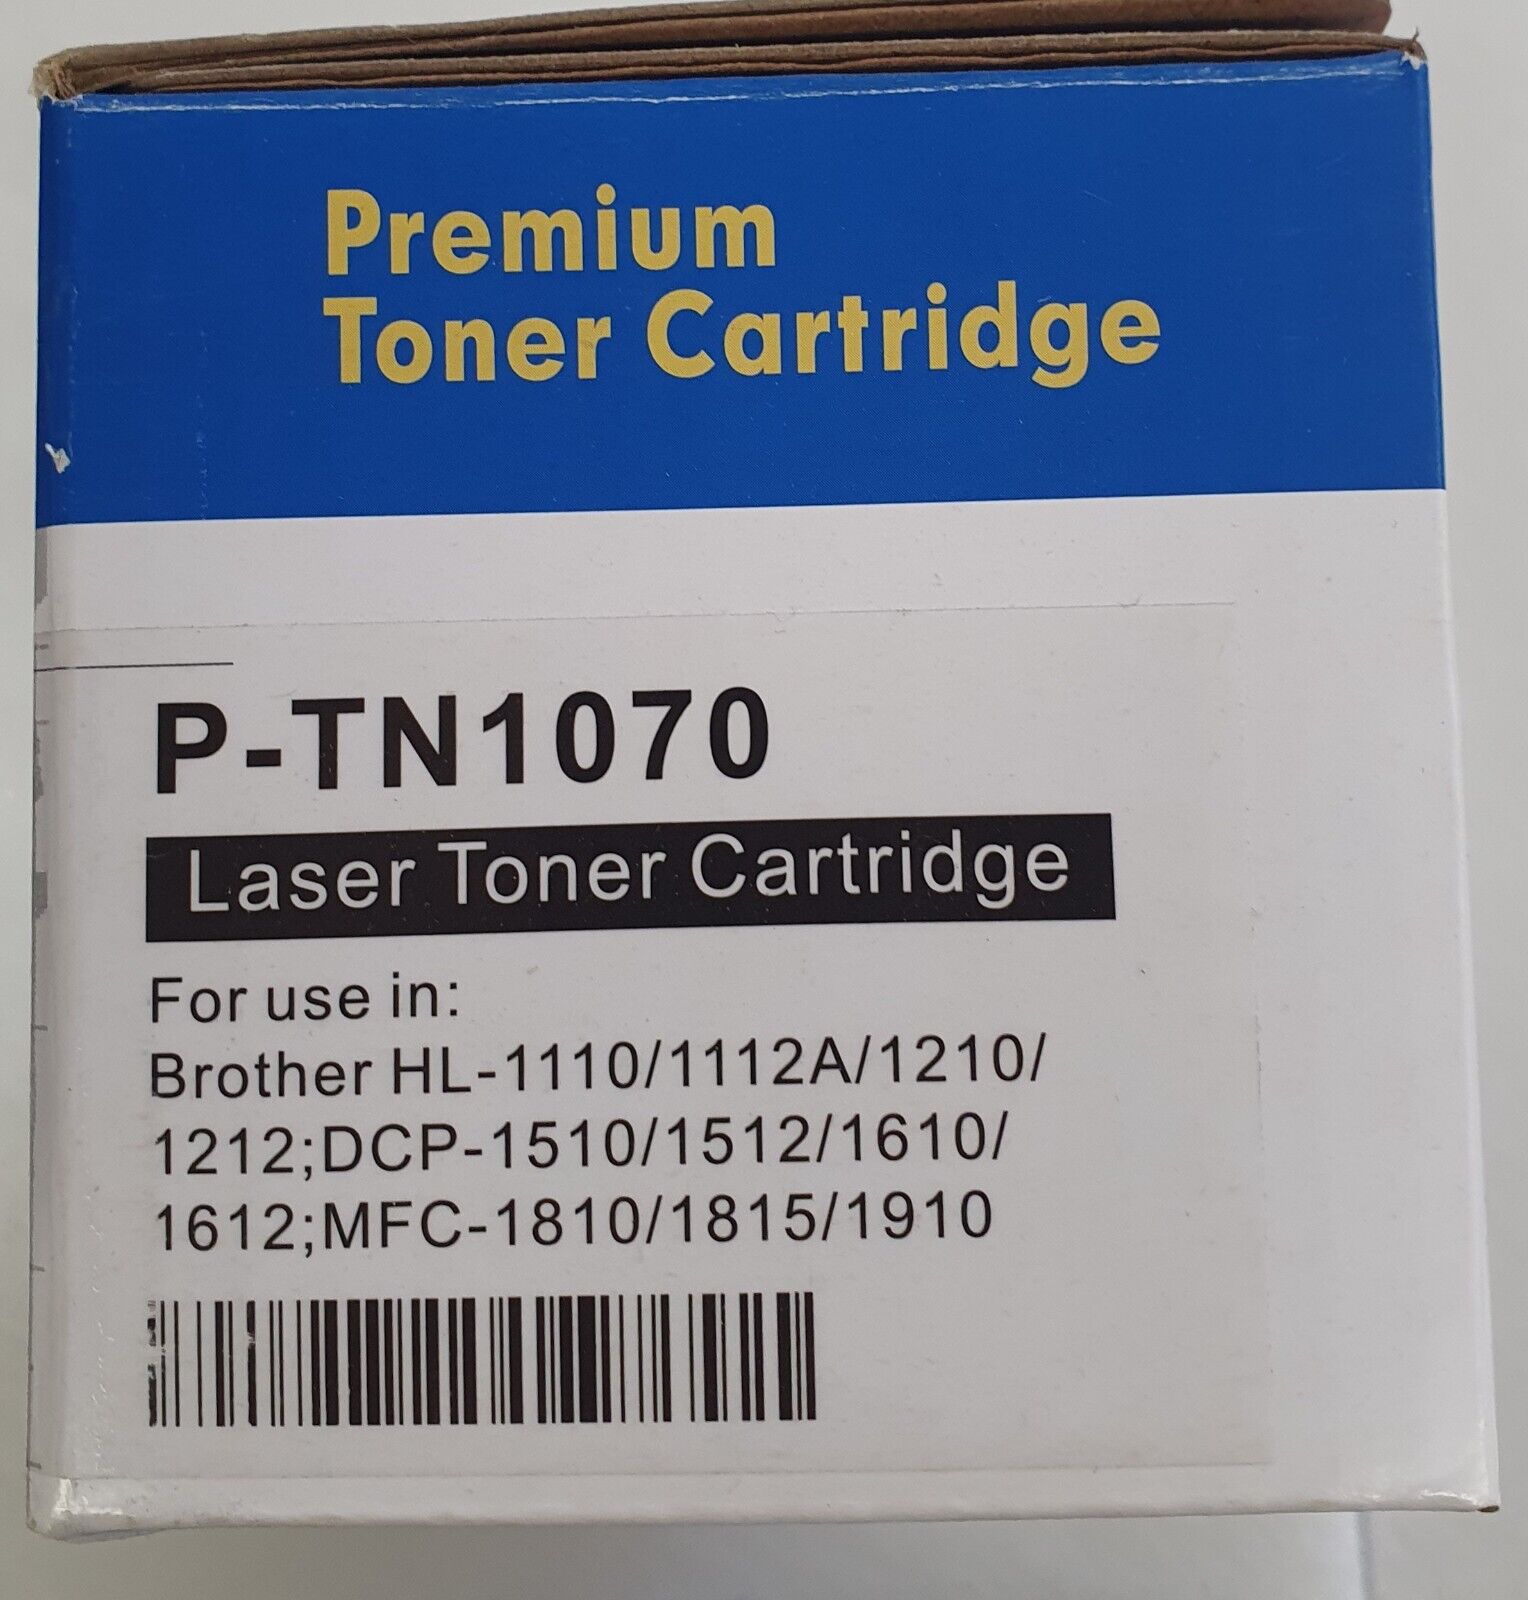 Premium
Toner Cartridge
P-TN1070
Laser Toner Cartridge
For use in:
Brother HL-1110/1112A/1210/
1212;DCP-1510/1512/1610/
1612;MFC-1810/1815/1910